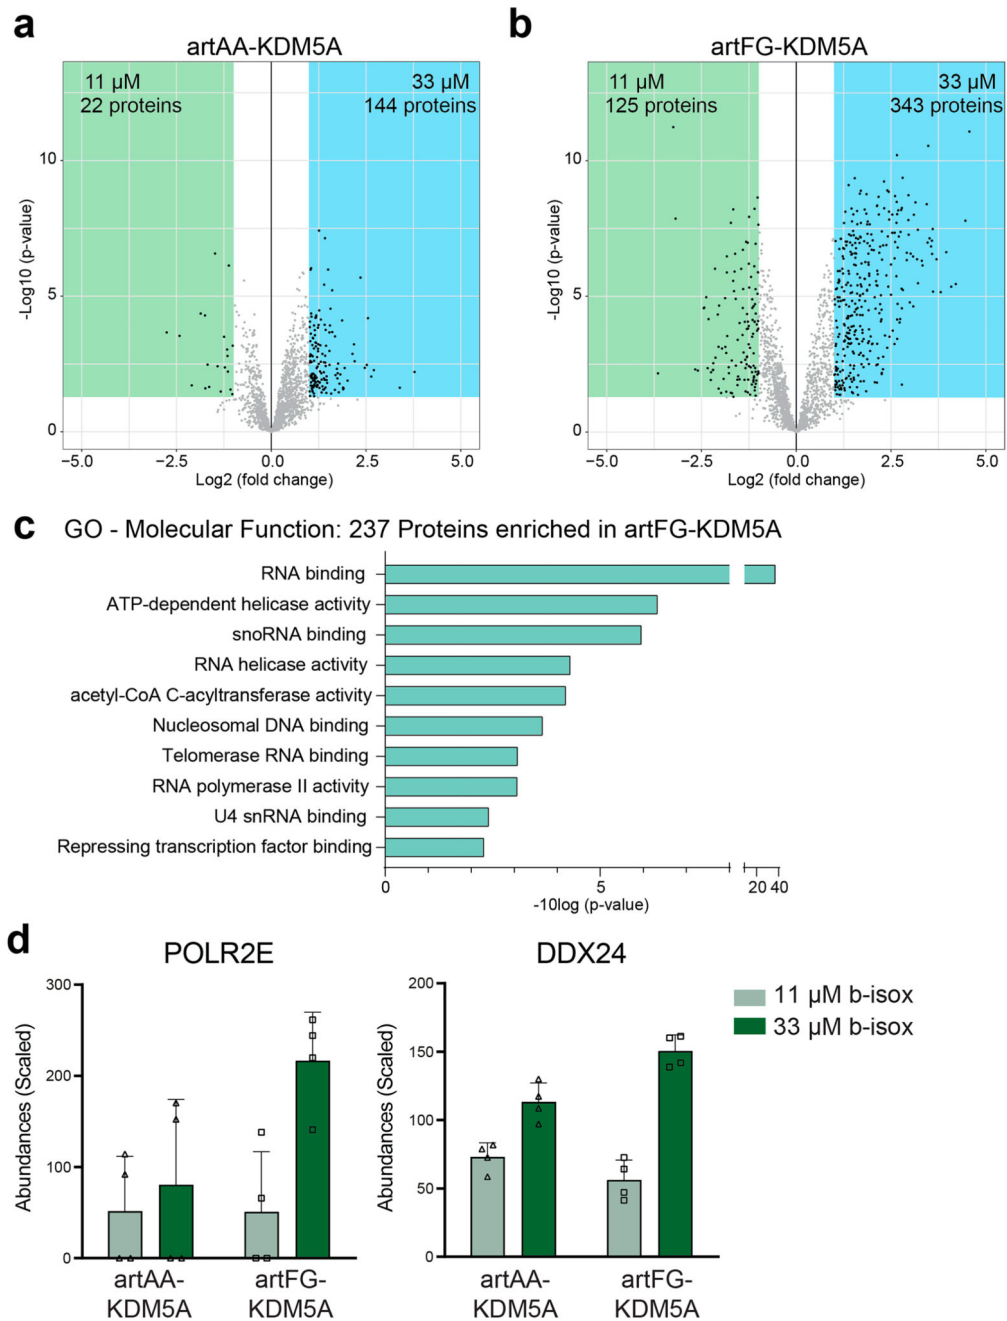 a
artAA-KDM5A
11 µM
22 proteins
33 µM
144 proteins
-Log10 (p-value)
10
5
0
−5.0
−2.5
0.0
2.5
5.0
Log2 (fold change)
b
artFG-KDM5A
11 µM
125 proteins
33 µM
343 proteins
-Log10 (p-value)
10
5
0
−5.0
−2.5
0.0
2.5
5.0
Log2 (fold change)
c
GO - Molecular Function: 237 Proteins enriched in artFG-KDM5A
RNA binding
ATP-dependent helicase activity
snoRNA binding
RNA helicase activity
acetyl-CoA C-acyltransferase activity
Nucleosomal DNA binding
Telomerase RNA binding
RNA polymerase II activity
U4 snRNA binding
Repressing transcription factor binding
0
5
20
40
-10log (p-value)
d
POLR2E
Abundances (Scaled)
300
200
100
0
artAA-
KDM5A
artFG-
KDM5A
DDX24
Abundances (Scaled)
200
150
100
50
0
artAA-
KDM5A
artFG-
KDM5A
11 µM b-isox
33 µM b-isox